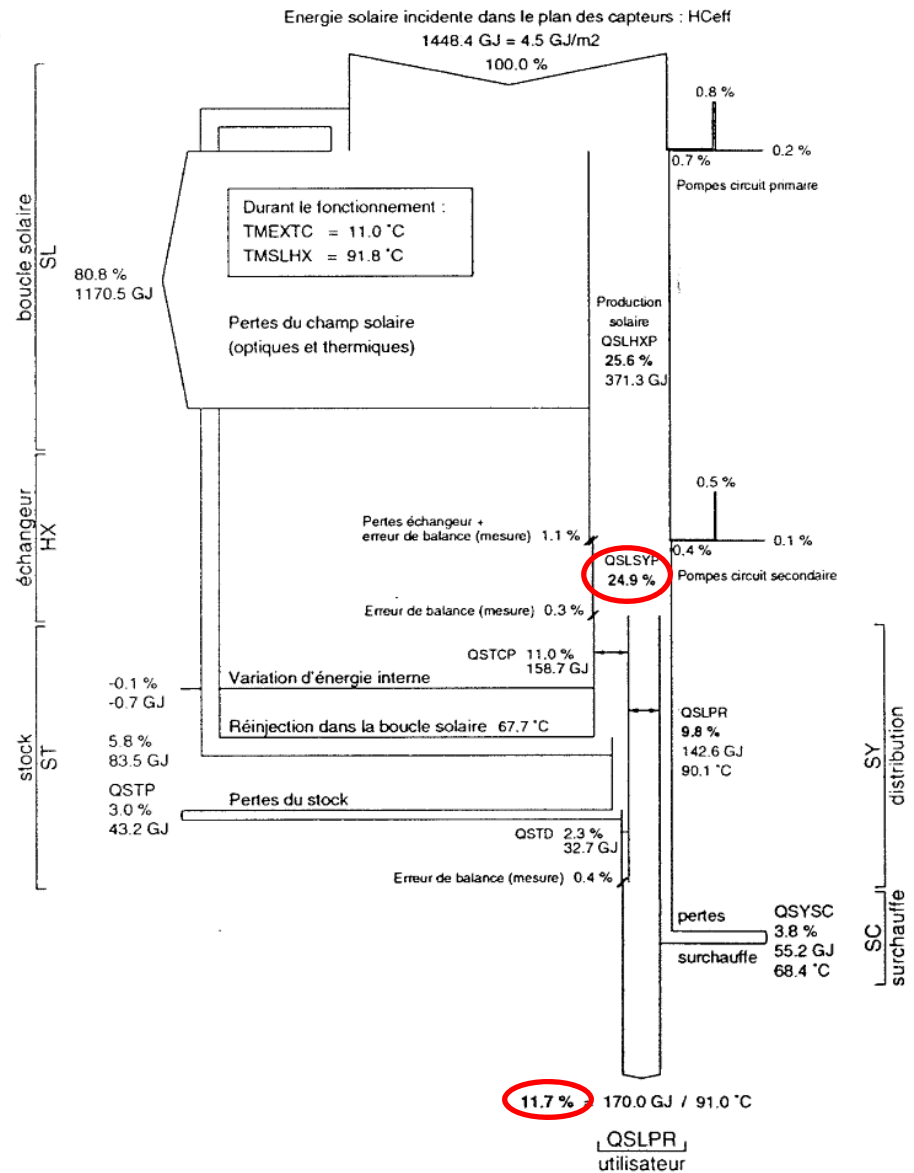 Energie solaire incidente dans le plan des capteurs : HCeff
1448.4 GJ = 4.5 GJ/m2
100.0 %
0.8 %
0.7 %
0.2 %
Pompes circuit primaire
boucle solaire
SL
Durant le fonctionnement :
TMEXTC = 11.0 °C
TMSLHX = 91.8 °C
80.8 %
1170.5 GJ
Pertes du champ solaire
(optiques et thermiques)
Production
solaire
QSLHXP
25.6 %
371.3 GJ
échangeur
HX
0.5 %
Pertes échangeur +
erreur de balance (mesure) 1.1 %
0.4 %
0.1 %
QSLSYP
24.9 %
Pompes circuit secondaire
Erreur de balance (mesure) 0.3 %
stock
ST
QSTCP 11.0 %
158.7 GJ
-0.1 %
-0.7 GJ
Variation d'énergie interne
Réinjection dans la boucle solaire 67.7 °C
5.8 %
83.5 GJ
QSLPR
9.8 %
142.6 GJ
90.1 °C
SY
distribution
QSTP
3.0 %
43.2 GJ
Pertes du stock
QSTD 2.3 %
32.7 GJ
Erreur de balance (mesure) 0.4 %
pertes
surchauffe
QSYSC
3.8 %
55.2 GJ
68.4 °C
SC
surchauffe
11.7 % = 170.0 GJ / 91.0 °C
QSLPR
utilisateur